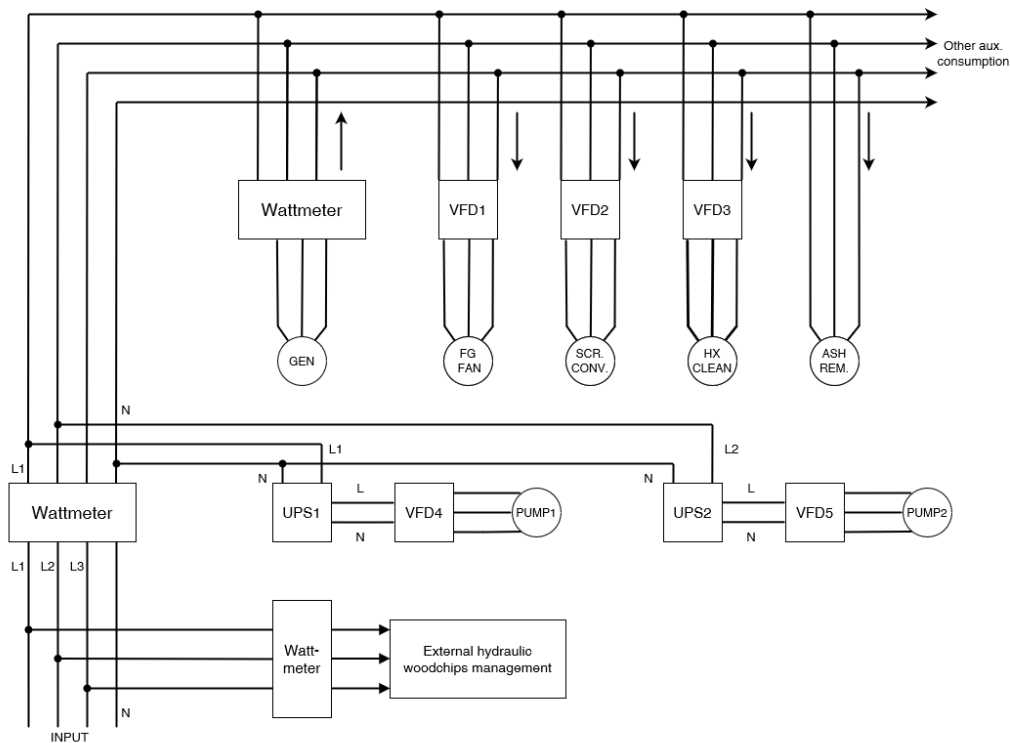 Other aux.
consumption
Wattmeter
VFD1
VFD2
VFD3
GEN
FG
FAN
SCR.
CONV.
HX
CLEAN
ASH
REM.
N
L1
L2
L1
N
N
Wattmeter
UPS1
L
N
VFD4
PUMP1
UPS2
L
N
VFD5
PUMP2
L1
L2
L3
Watt-
meter
External hydraulic
woodchips management
N
INPUT